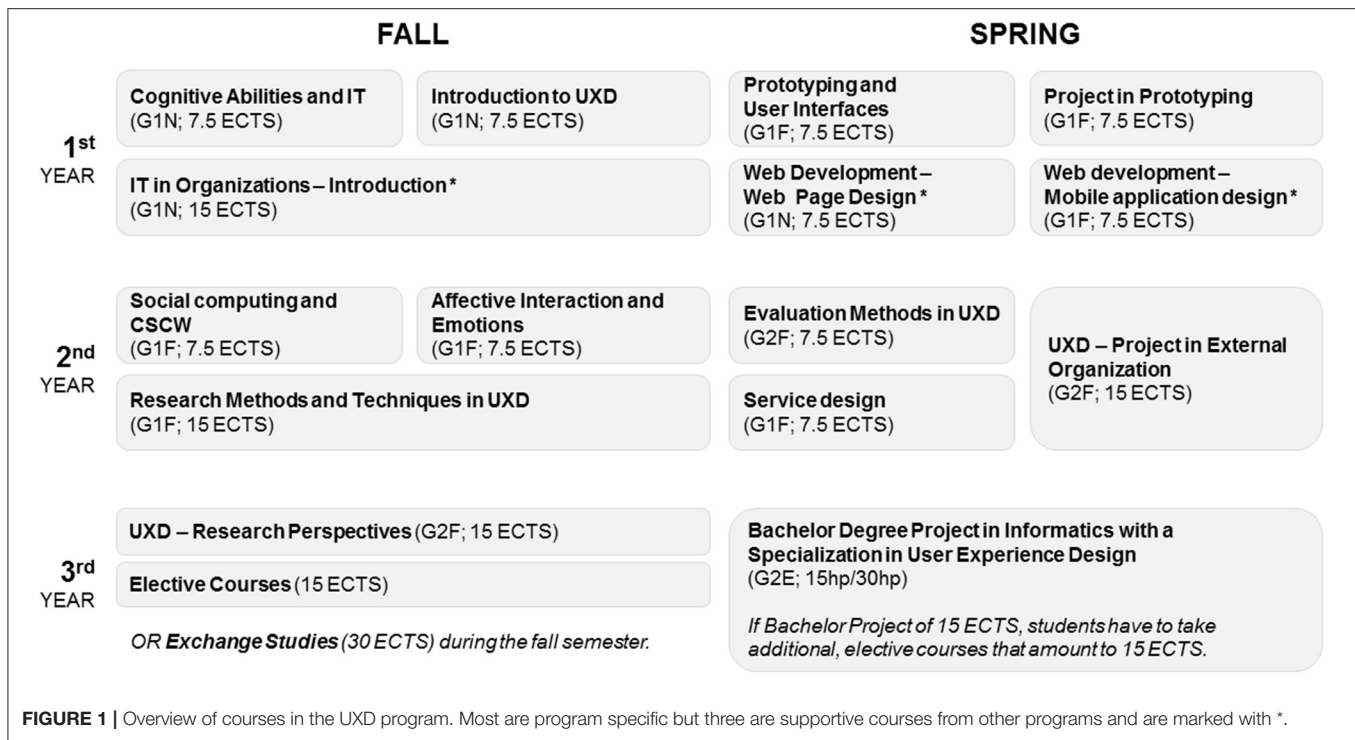 FALL
SPRING
1st
YEAR
Cognitive Abilities and IT
(G1N; 7.5 ECTS)
Introduction to UXD
(G1N; 7.5 ECTS)
IT in Organizations – Introduction*
(G1N; 15 ECTS)
Prototyping and
User Interfaces
(G1F; 7.5 ECTS)
Project in Prototyping
(G1F; 7.5 ECTS)
Web Development –
Web Page Design*
(G1N; 7.5 ECTS)
Web development –
Mobile application design*
(G1F; 7.5 ECTS)
2nd
YEAR
Social computing and
CSCW
(G1F; 7.5 ECTS)
Affective Interaction and
Emotions
(G1F; 7.5 ECTS)
Research Methods and Techniques in UXD
(G1F; 15 ECTS)
Evaluation Methods in UXD
(G2F; 7.5 ECTS)
Service design
(G1F; 7.5 ECTS)
UXD – Project in External
Organization
(G2F; 15 ECTS)
3rd
YEAR
UXD – Research Perspectives (G2F; 15 ECTS)
Elective Courses (15 ECTS)
OR Exchange Studies (30 ECTS) during the fall semester.
Bachelor Degree Project in Informatics with a
Specialization in User Experience Design
(G2E; 15hp/30hp)
If Bachelor Project of 15 ECTS, students have to take
additional, elective courses that amount to 15 ECTS.
FIGURE 1 | Overview of courses in the UXD program. Most are program specific but three are supportive courses from other programs and are marked with *.